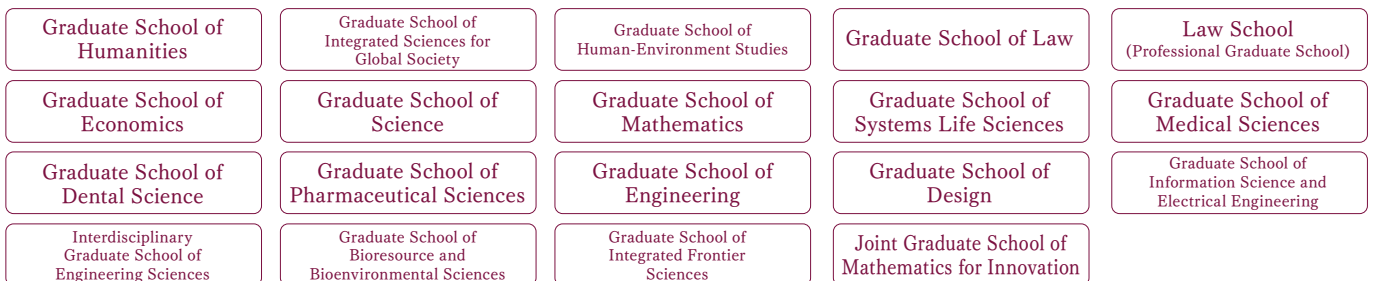 Graduate School of
Humanities
Graduate School of
Integrated Sciences for
Global Society
Graduate School of
Human-Environment Studies
Graduate School of Law
Law School
(Professional Graduate School)
Graduate School of
Economics
Graduate School of
Science
Graduate School of
Mathematics
Graduate School of
Systems Life Sciences
Graduate School of
Medical Sciences
Graduate School of
Dental Science
Graduate School of
Pharmaceutical Sciences
Graduate School of
Engineering
Graduate School of
Design
Graduate School of
Information Science and
Electrical Engineering
Interdisciplinary
Graduate School of
Engineering Sciences
Graduate School of
Bioresource and
Bioenvironmental Sciences
Graduate School of
Integrated Frontier
Sciences
Joint Graduate School of
Mathematics for Innovation